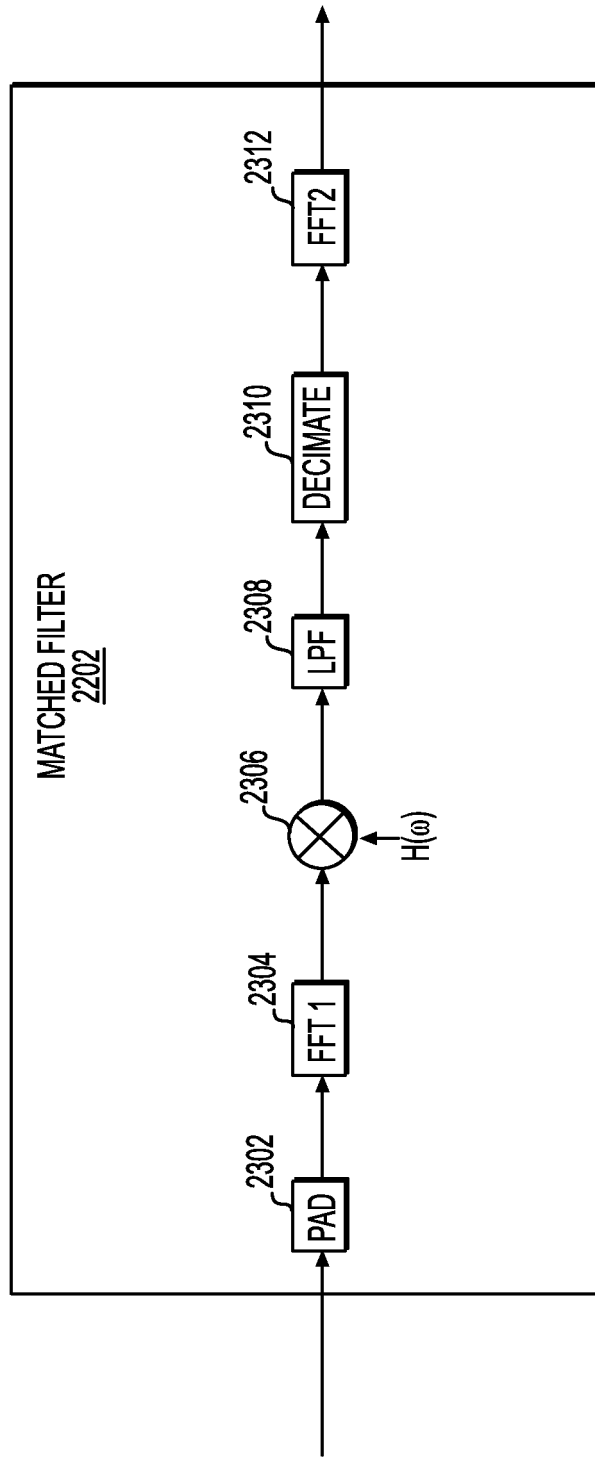 MATCHED FILTER
2202
2302
PAD
2304
FFT 1
2306
H(ω)
2308
LPF
2310
DECIMATE
2312
FFT2